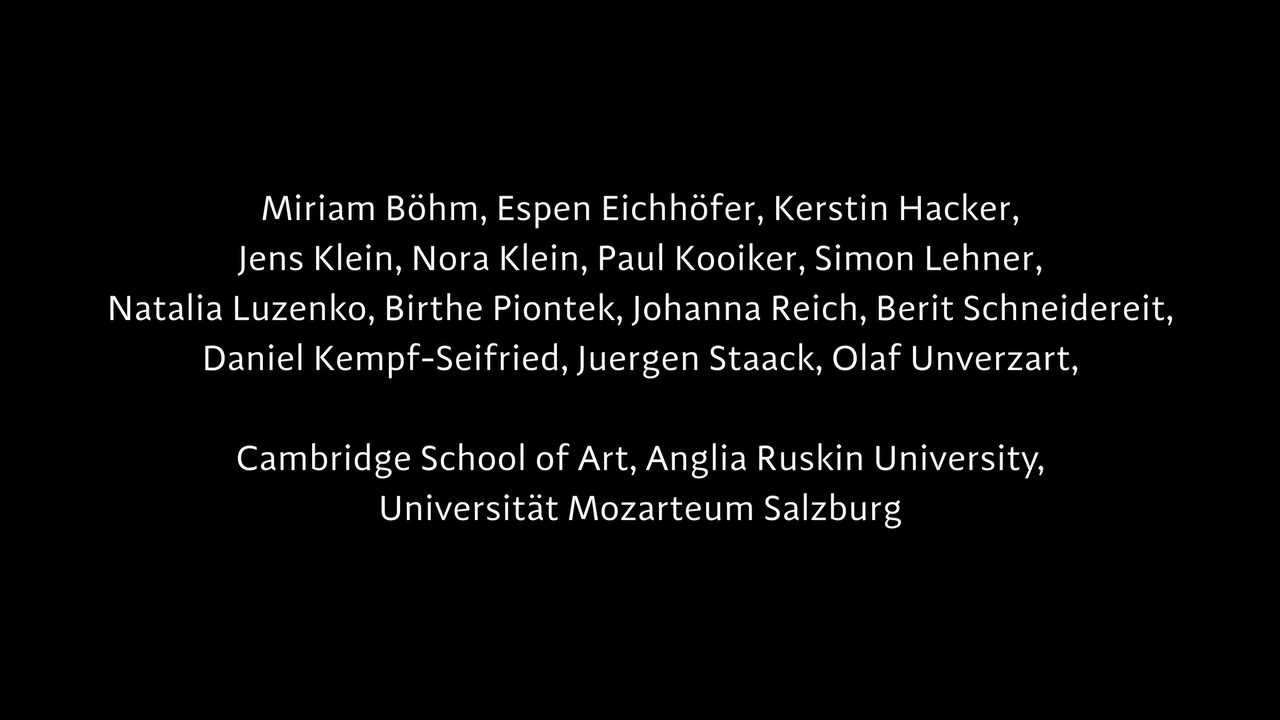 Miriam Böhm, Espen Eichhöfer, Kerstin Hacker,
Jens Klein, Nora Klein, Paul Kooiker, Simon Lehner,
Natalia Luzenko, Birthe Piontek, Johanna Reich, Berit Schneidereit,
Daniel Kempf-Seifried, Juergen Staack, Olaf Unverzart,
Cambridge School of Art, Anglia Ruskin University,
Universität Mozarteum Salzburg